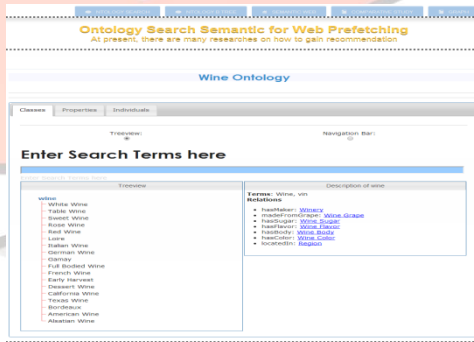 Ontology Search Semantic for Web Prefetching
At present, there are many researches on how to gain recommendation
Wine Ontology
Classes Properties Individuals
Treeview: Navigation Bar:
Enter Search Terms here
Enter Search Terms here
Treeview
wine
White Wine
Table Wine
Sweet Wine
Rose Wine
Red Wine
Loire
Italian Wine
German Wine
Gamay
Full Bodied Wine
French Wine
Early Harvest
Dessert Wine
California Wine
Texas Wine
Bordeaux
American Wine
Alsatian Wine
Description of wine
Terms: Wine, vin
Relations
hasMaker: Winery
madeFromGrape: Wine Grape
hasSugar: Wine Sugar
hasFlavor: Wine Flavor
hasBody: Wine Body
hasColor: Wine Color
locatedIn: Region